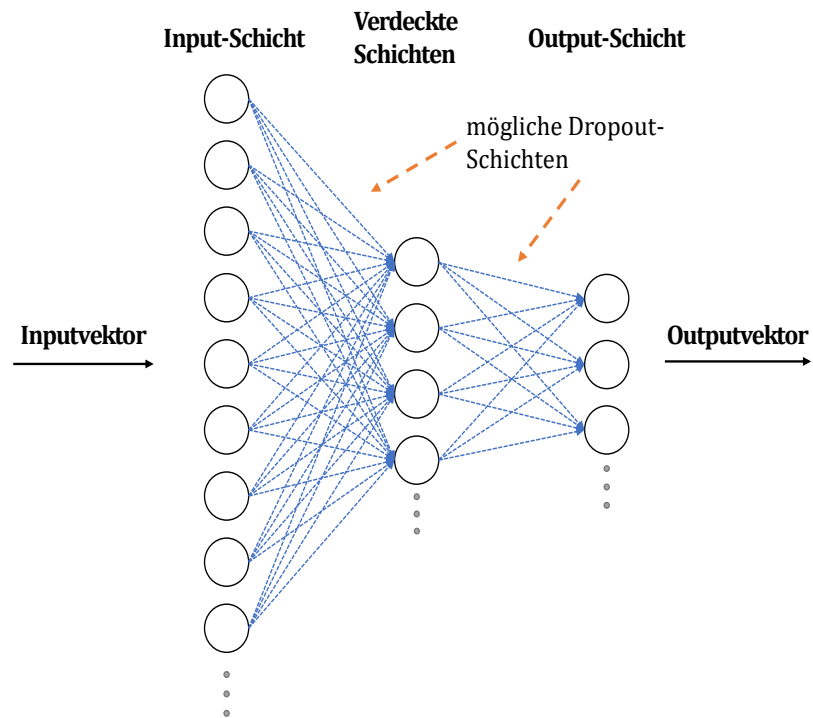 Input-Schicht
Verdeckte
Schichten
Output-Schicht
mögliche Dropout-
Schichten
Inputvektor
Outputvektor